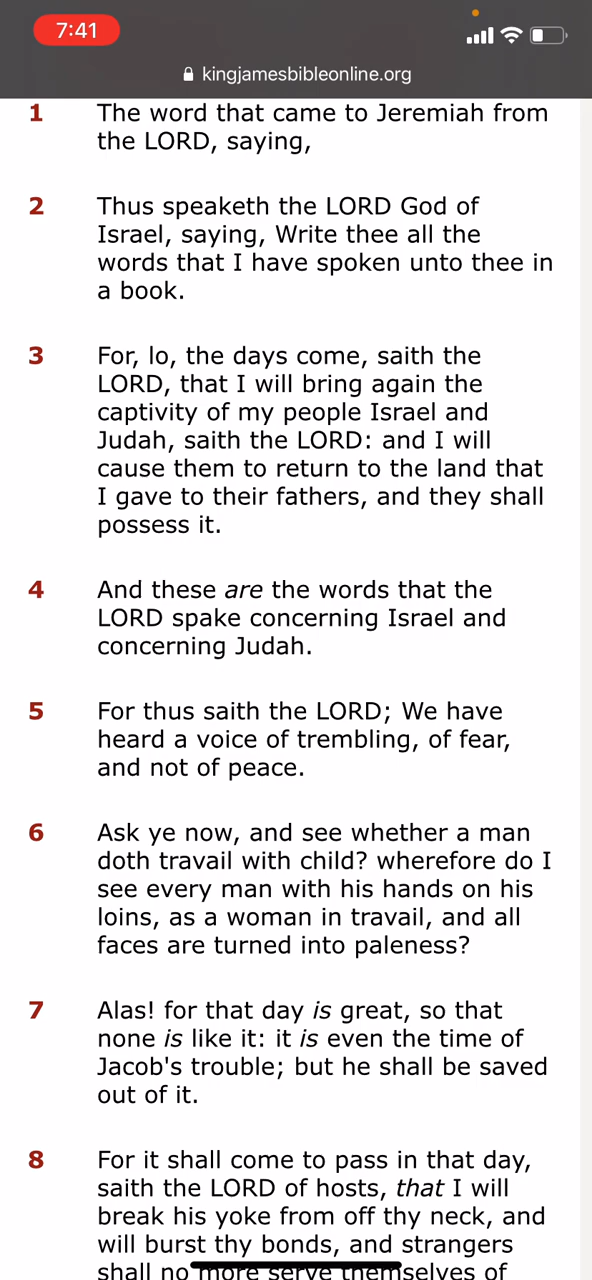 7:41
kingjamesbibleonline.org
1 The word that came to Jeremiah from
the LORD, saying,
2 Thus speaketh the LORD God of
Israel, saying, Write thee all the
words that I have spoken unto thee in
a book.
3 For, lo, the days come, saith the
LORD, that I will bring again the
captivity of my people Israel and
Judah, saith the LORD: and I will
cause them to return to the land that
I gave to their fathers, and they shall
possess it.
4 And these are the words that the
LORD spake concerning Israel and
concerning Judah.
5 For thus saith the LORD; We have
heard a voice of trembling, of fear,
and not of peace.
6 Ask ye now, and see whether a man
doth travail with child? wherefore do I
see every man with his hands on his
loins, as a woman in travail, and all
faces are turned into paleness?
7 Alas! for that day is great, so that
none is like it: it is even the time of
Jacob's trouble; but he shall be saved
out of it.
8 For it shall come to pass in that day,
saith the LORD of hosts, that I will
break his yoke from off thy neck, and
will burst thy bonds, and strangers
shall no more serve themselves of